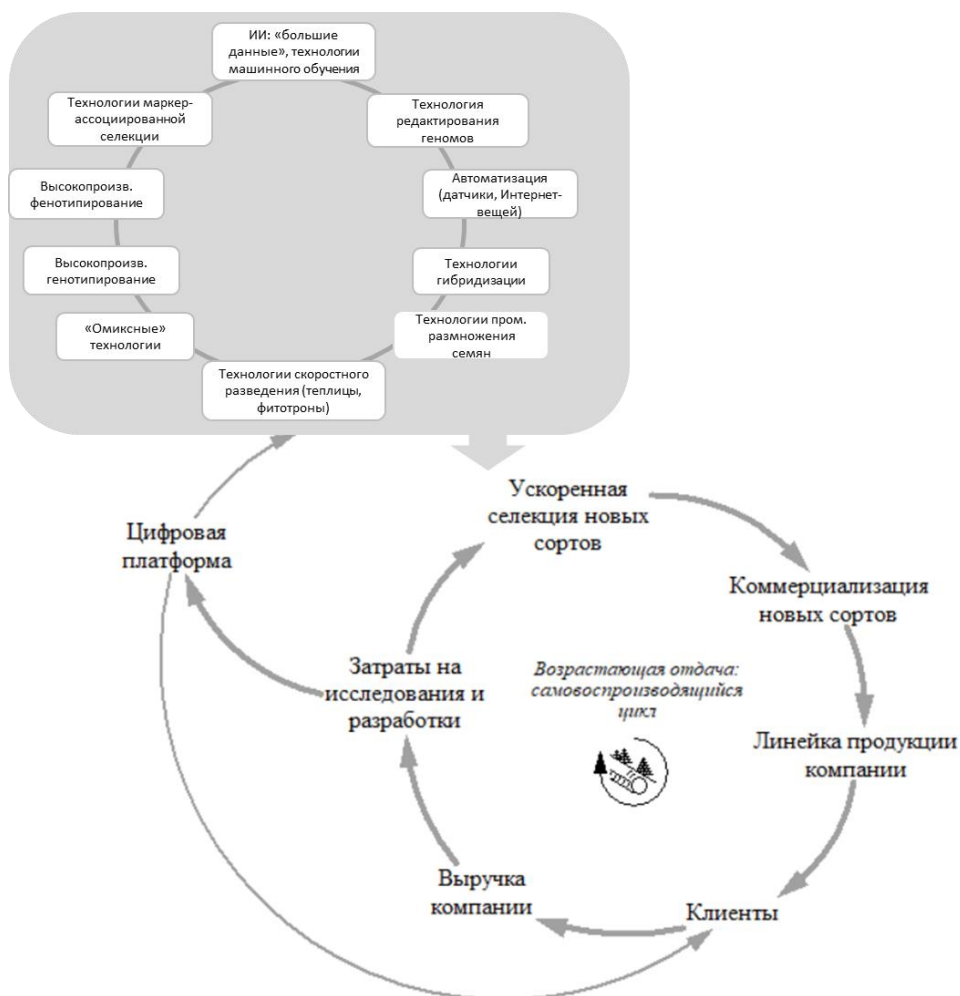 ИИ: «большие
данные», технологии
машинного обучения
Технологии маркер-
ассоциированной
селекции
Технология
редактирования
геномов
Высокопроизв.
фенотипирование
Автоматизация
(датчики, Интернет-
вещей)
Высокопроизв.
генотипирование
Технологии
гибридизации
«Омиксные»
технологии
Технологии пром.
размножения
семян
Технологии скоростного
разведения (теплицы,
фитотроны)
Ускоренная
селекция новых
сортов
Цифровая
платформа
Коммерциализация
новых сортов
Затраты на
исследования и
разработки
Возрастающая отдача:
самовоспроизводящийся
цикл
Линейка продукции
компании
Выручка
компании
Клиенты